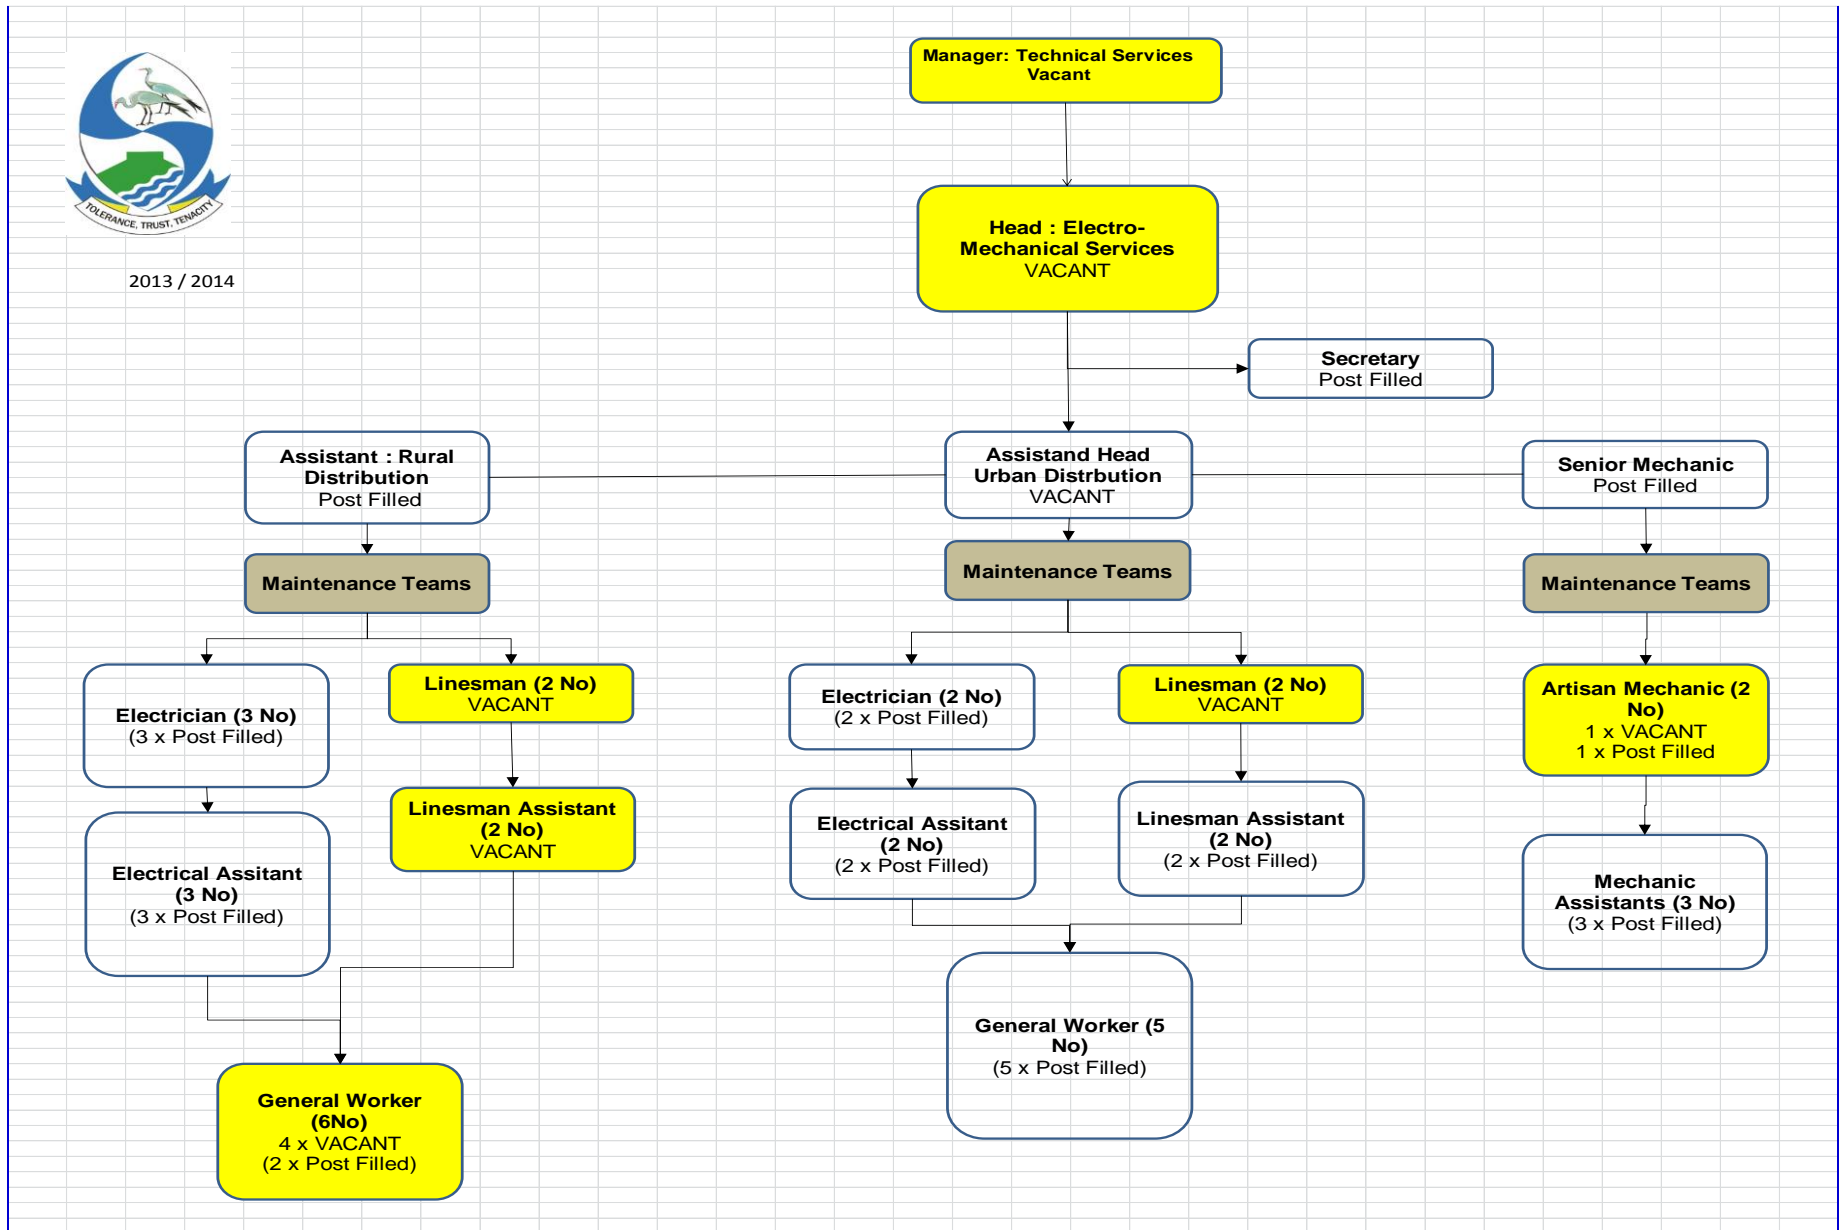 Manager: Technical Services
Vacant
TOLERANCE, TRUST, TENACITY
2013 / 2014
Head : Electro-
Mechanical Services
VACANT
Secretary
Post Filled
Assistant : Rural
Distribution
Post Filled
Assistand Head
Urban Distrbution
VACANT
Senior Mechanic
Post Filled
Maintenance Teams
Maintenance Teams
Maintenance Teams
Electrician (3 No)
(3 x Post Filled)
Linesman (2 No)
VACANT
Electrician (2 No)
(2 x Post Filled)
Linesman (2 No)
VACANT
Artisan Mechanic (2
No)
1 x VACANT
1 x Post Filled
Electrical Assitant
(3 No)
(3 x Post Filled)
Linesman Assistant
(2 No)
VACANT
Electrical Assitant
(2 No)
(2 x Post Filled)
Linesman Assistant
(2 No)
(2 x Post Filled)
Mechanic
Assistants (3 No)
(3 x Post Filled)
General Worker
(6No)
4 x VACANT
(2 x Post Filled)
General Worker (5
No)
(5 x Post Filled)